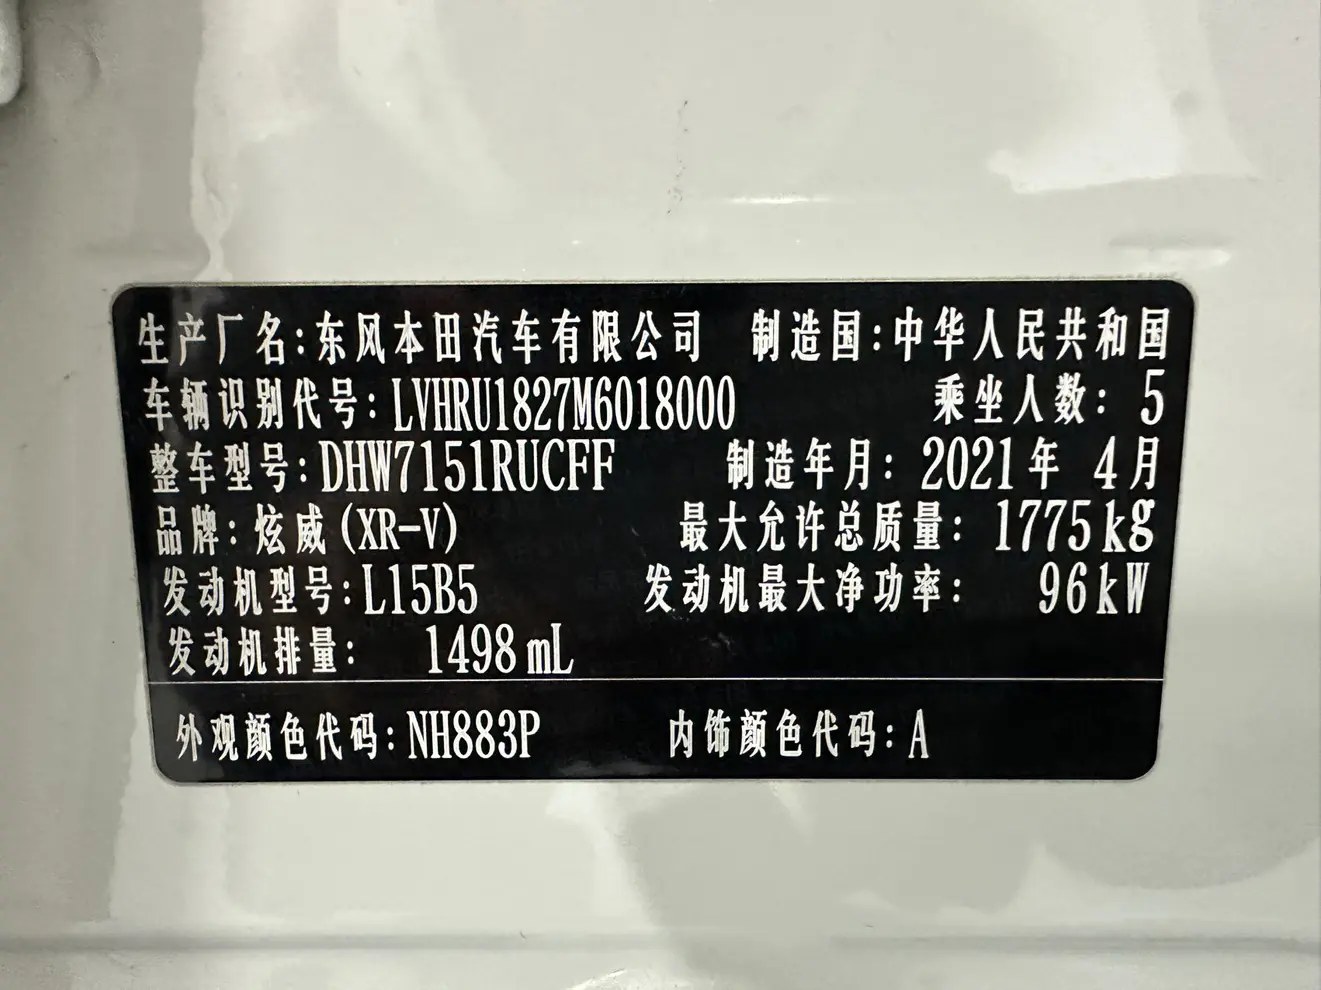 生产厂名:东风本田汽车有限公司 制造国:中华人民共和国
车辆识别代号:LVHRU1827M6018000 乘坐人数: 5
整车型号:DHW7151RUCFF 制造年月: 2021年 4月
品牌:炫威(XR-V) 最大允许总质量: 1775kg
发动机型号:L15B5 发动机最大净功率: 96kW
发动机排量: 1498mL
外观颜色代码:NH883P 内饰颜色代码:A